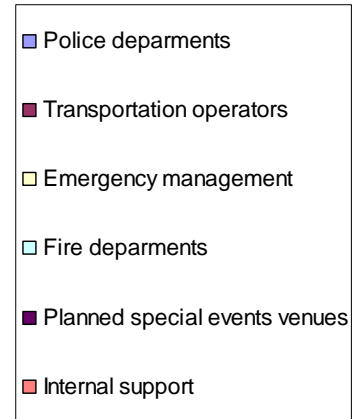 Police deparments
Transportation operators
Emergency management
Fire deparments
Planned special events venues
Internal support